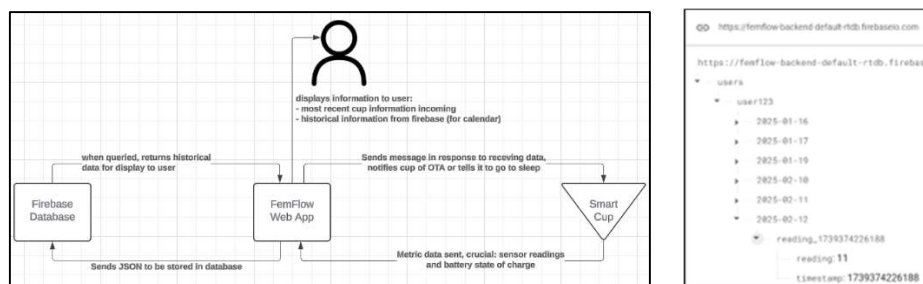 displays information to user:
- most recent cup information incoming
- historical information from firebase (for calendar)
when queried, returns historical
data for display to user
Sends message in response to receving data,
notifies cup of OTA or tells it to go to sleep
Firebase
Database
FemFlow
Web App
Smart
Cup
Sends JSON to be stored in database
Metric data sent, crucial: sensor readings
and battery state of charge
https://femflow-backend-default-rtdb.firebaseio.com
https://femflow-backend-default-rtdb.firebas
users
user123
2025-01-16
2025-01-17
2025-01-19
2025-02-10
2025-02-11
2025-02-12
reading_1739374226188
reading: 11
timestamp: 1739374226188